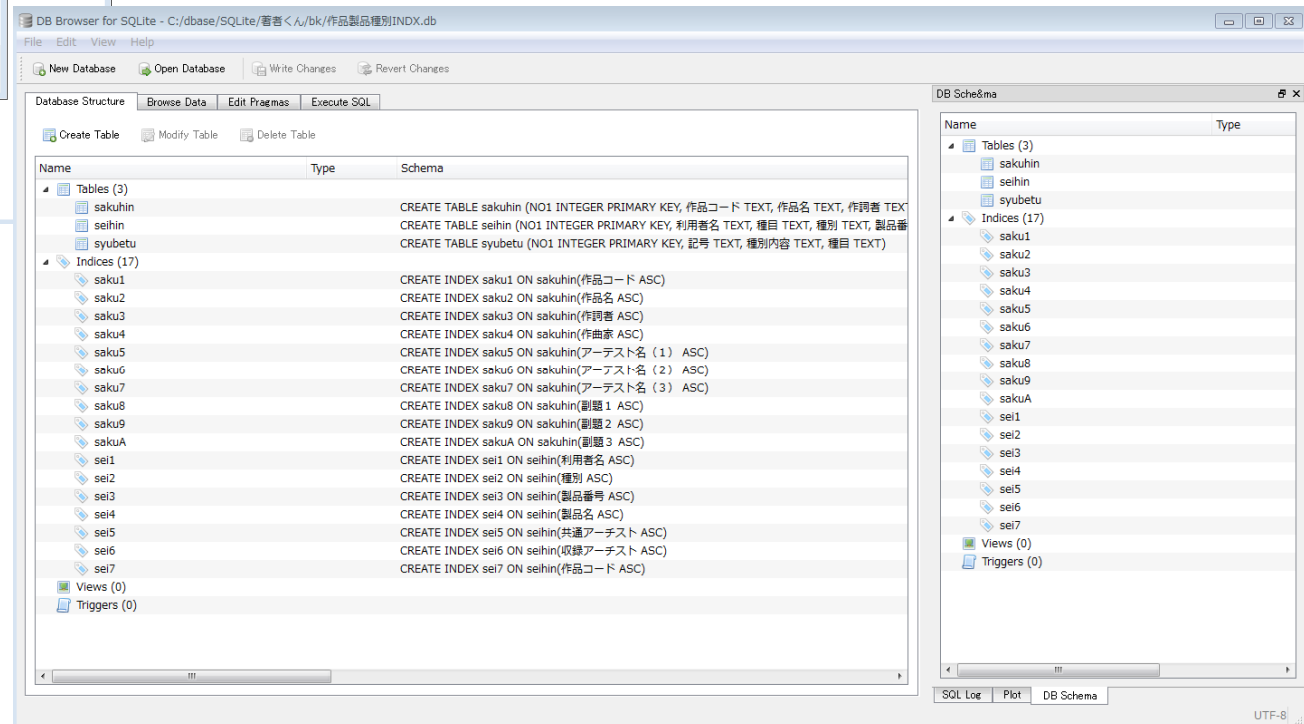 DB Browser for SQLite - C:/dbase/SQLite/著者くん/bk/作品製品種別INDX.db
File Edit View Help
New Database Open Database Write Changes Revert Changes
Database Structure Browse Data Edit Pragmas Execute SQL
Create Table Modify Table Delete Table
Name Type Schema
Tables (3)
sakuhin CREATE TABLE sakuhin (NO1 INTEGER PRIMARY KEY, 作品コード TEXT, 作品名 TEXT, 作詞者 TEXT
seihin CREATE TABLE seihin (NO1 INTEGER PRIMARY KEY, 利用者名 TEXT, 種目 TEXT, 種別 TEXT, 製品番
syubetu CREATE TABLE syubetu (NO1 INTEGER PRIMARY KEY, 記号 TEXT, 種別内容 TEXT, 種目 TEXT)
Indices (17)
saku1 CREATE INDEX saku1 ON sakuhin(作品コード ASC)
saku2 CREATE INDEX saku2 ON sakuhin(作品名 ASC)
saku3 CREATE INDEX saku3 ON sakuhin(作詞者 ASC)
saku4 CREATE INDEX saku4 ON sakuhin(作曲家 ASC)
saku5 CREATE INDEX saku5 ON sakuhin(アーテスト名（1） ASC)
saku6 CREATE INDEX saku6 ON sakuhin(アーテスト名（2） ASC)
saku7 CREATE INDEX saku7 ON sakuhin(アーテスト名（3） ASC)
saku8 CREATE INDEX saku8 ON sakuhin(副題１ ASC)
saku9 CREATE INDEX saku9 ON sakuhin(副題２ ASC)
sakuA CREATE INDEX sakuA ON sakuhin(副題３ ASC)
sei1 CREATE INDEX sei1 ON seihin(利用者名 ASC)
sei2 CREATE INDEX sei2 ON seihin(種別 ASC)
sei3 CREATE INDEX sei3 ON seihin(製品番号 ASC)
sei4 CREATE INDEX sei4 ON seihin(製品名 ASC)
sei5 CREATE INDEX sei5 ON seihin(共通アーチスト ASC)
sei6 CREATE INDEX sei6 ON seihin(収録アーチスト ASC)
sei7 CREATE INDEX sei7 ON seihin(作品コード ASC)
Views (0)
Triggers (0)
DB Sche&ma
Name Type
Tables (3)
sakuhin
seihin
syubetu
Indices (17)
saku1
saku2
saku3
saku4
saku5
saku6
saku7
saku8
saku9
sakuA
sei1
sei2
sei3
sei4
sei5
sei6
sei7
Views (0)
Triggers (0)
SQL Log Plot DB Schema
UTF-8